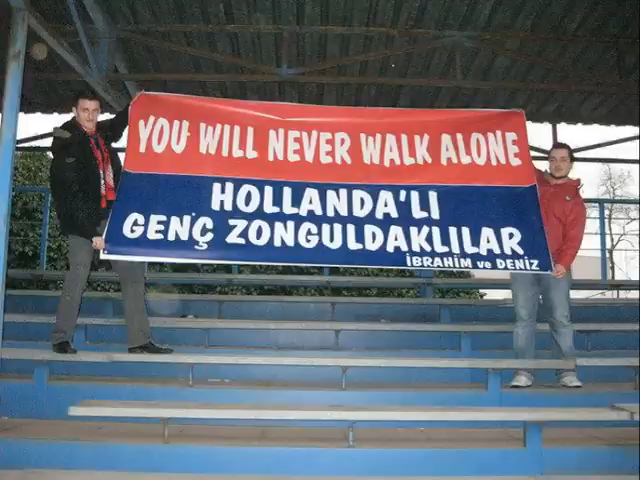 YOU WILL NEVER WALK ALONE
HOLLANDA'LI
GENÇ ZONGULDAKLILAR
İBRAHİM ve DENİZ